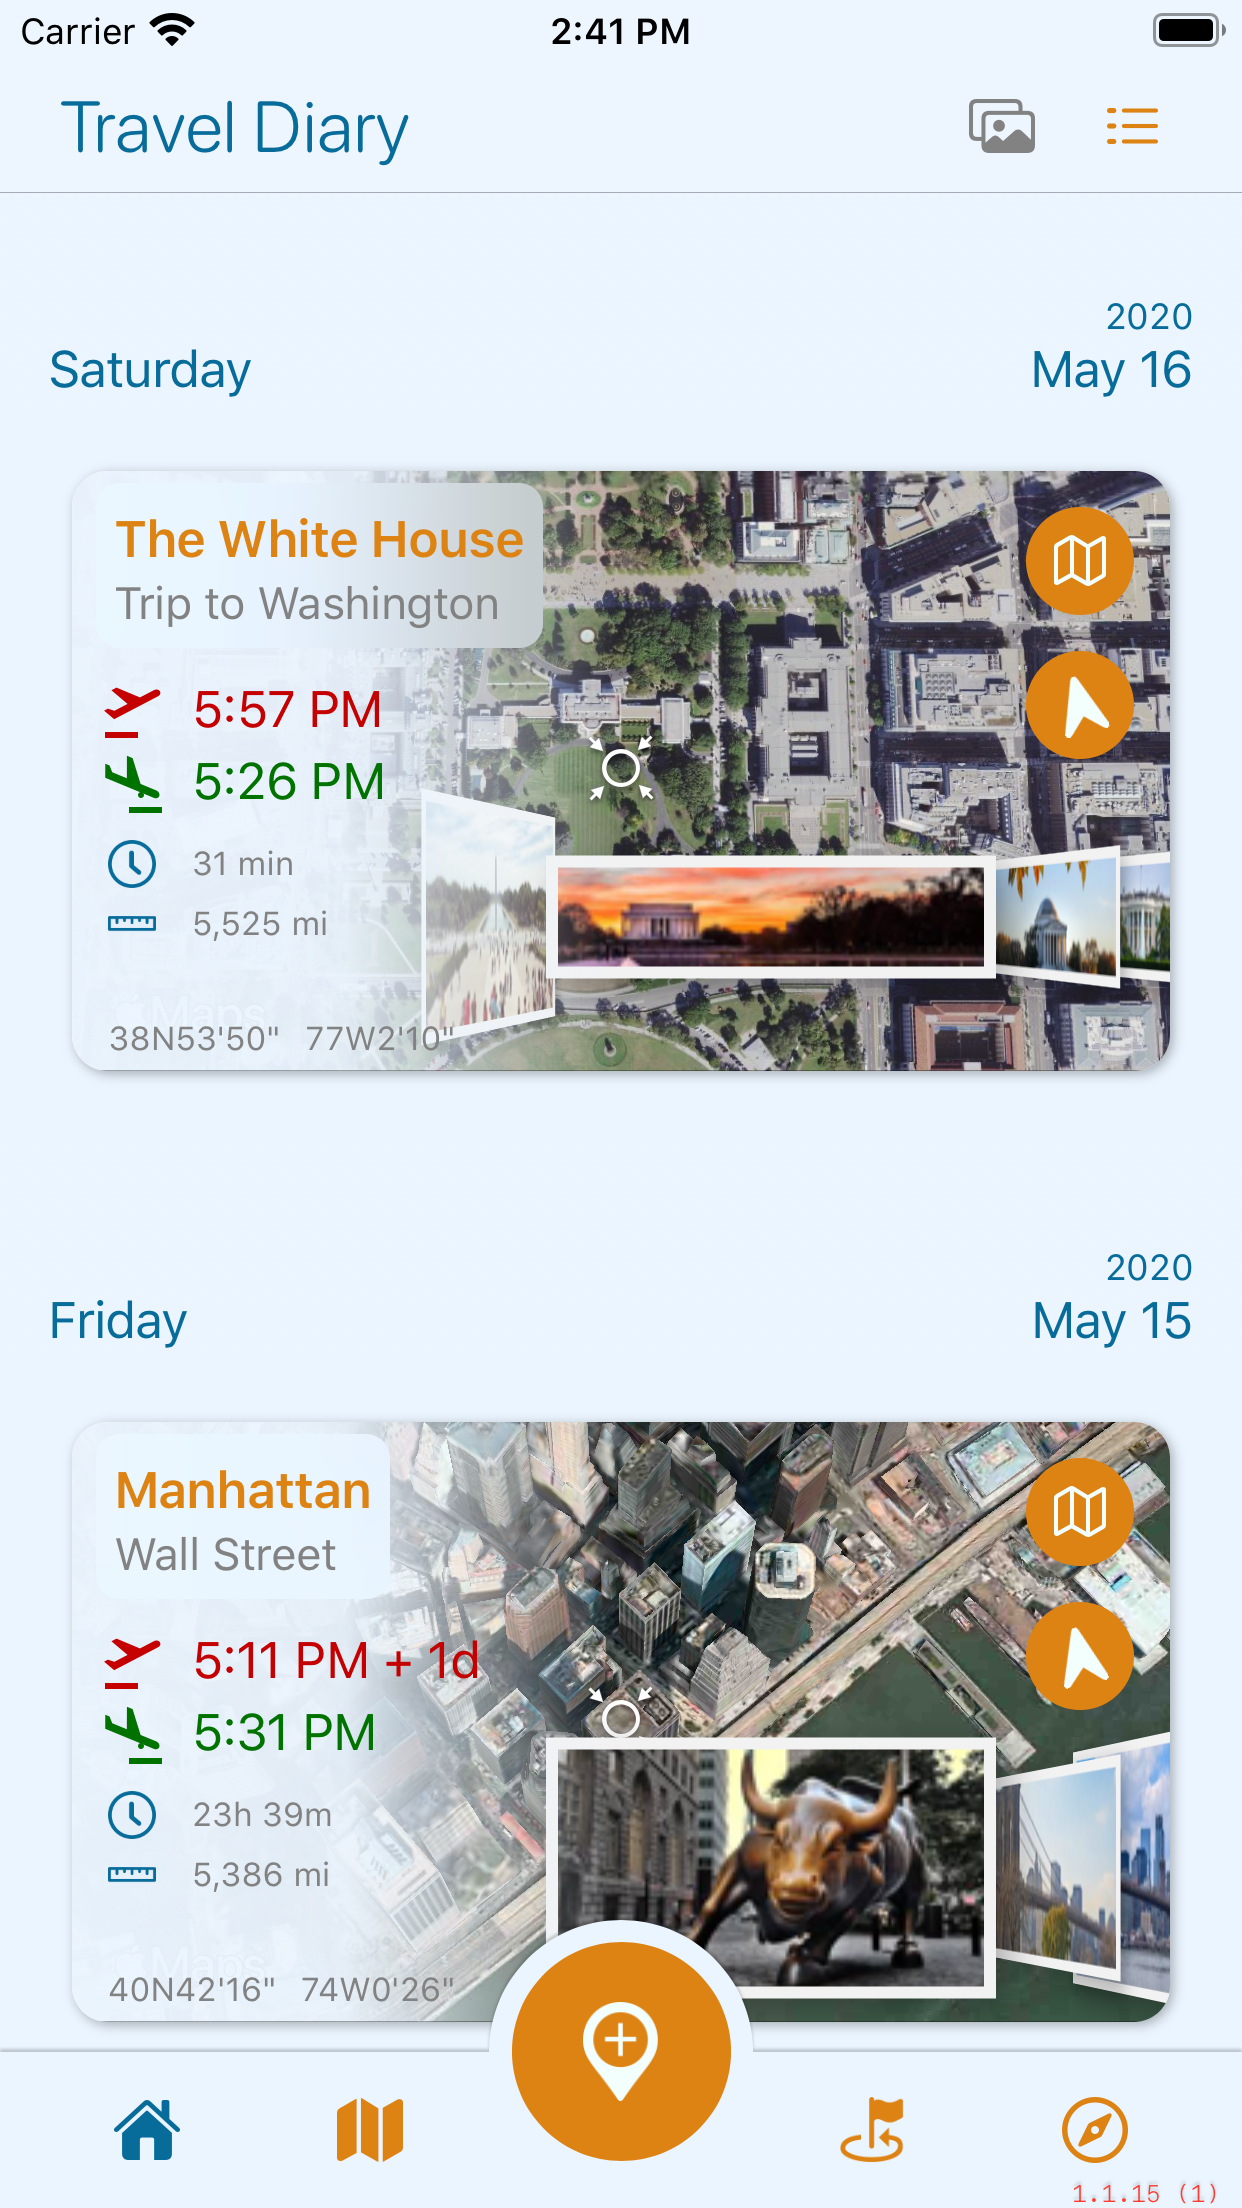 Carrier 2:41 PM
Travel Diary
2020
Saturday May 16
The White House
Trip to Washington
5:57 PM
5:26 PM
31 min
5,525 mi
Maps
38N53'50" 77W2'10"
2020
Friday May 15
Manhattan
Wall Street
5:11 PM + 1d
5:31 PM
23h 39m
5,386 mi
Maps
40N42'16" 74W0'26"
1.1.15 (1)